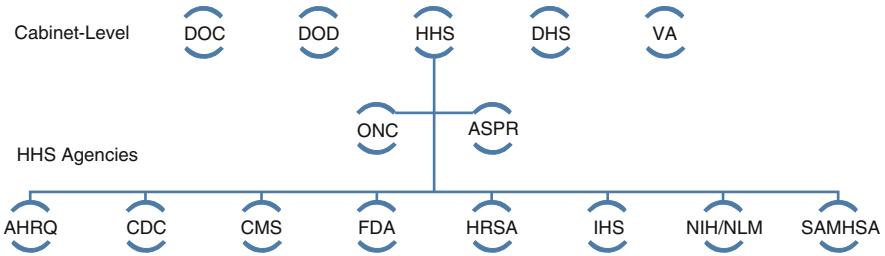 Cabinet-Level DOC DOD HHS DHS VA
ONC ASPR
HHS Agencies
AHRQ CDC CMS FDA HRSA IHS NIH/NLM SAMHSA